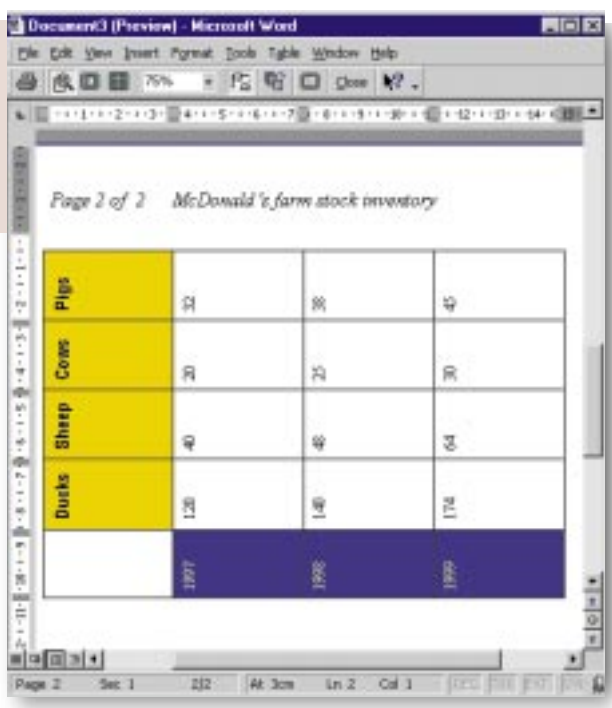 Document3 (Preview) - Microsoft Word
File Edit View Insert Format Tools Table Window Help
75% Close
Page 2 of 2 McDonald's farm stock inventory
Pigs 32 38 45
Cows 20 25 30
Sheep 40 48 64
Ducks 120 140 174
1997 1998 1999
Page 2 Sec 1 2/2 At 3cm Ln 2 Col 1